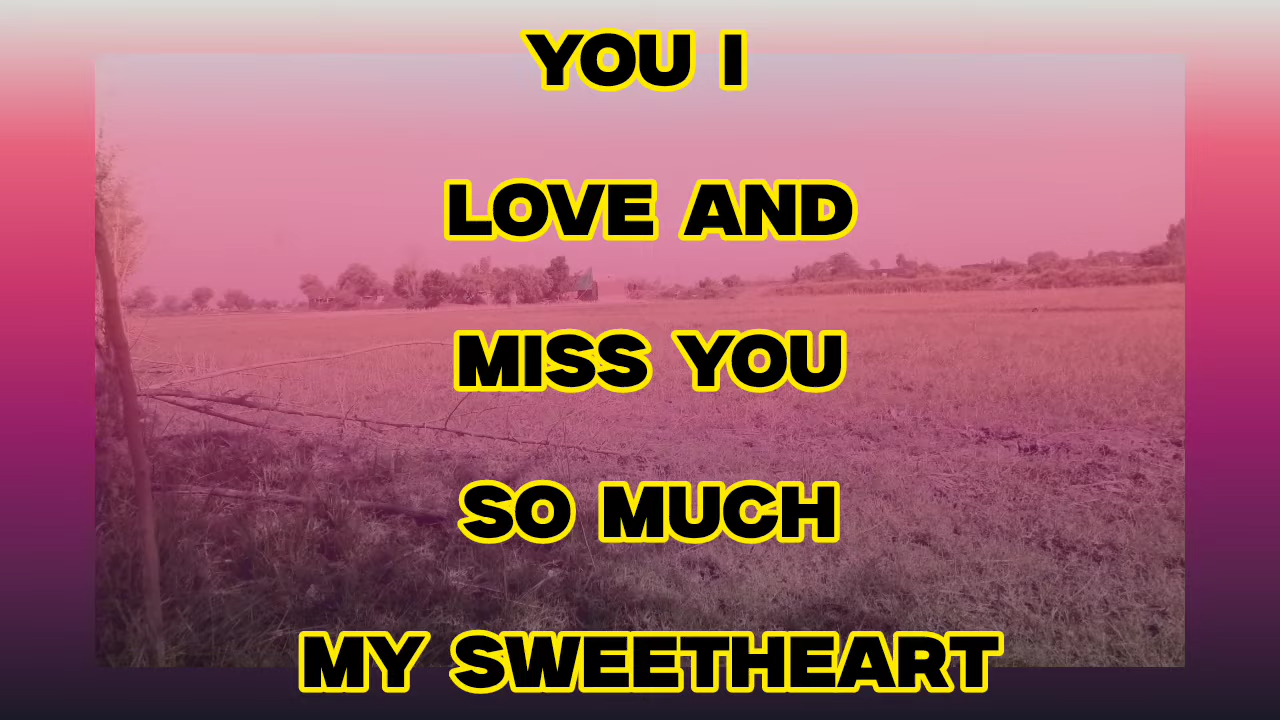 YOU I
LOVE AND
MISS YOU
SO MUCH
MY SWEETHEART